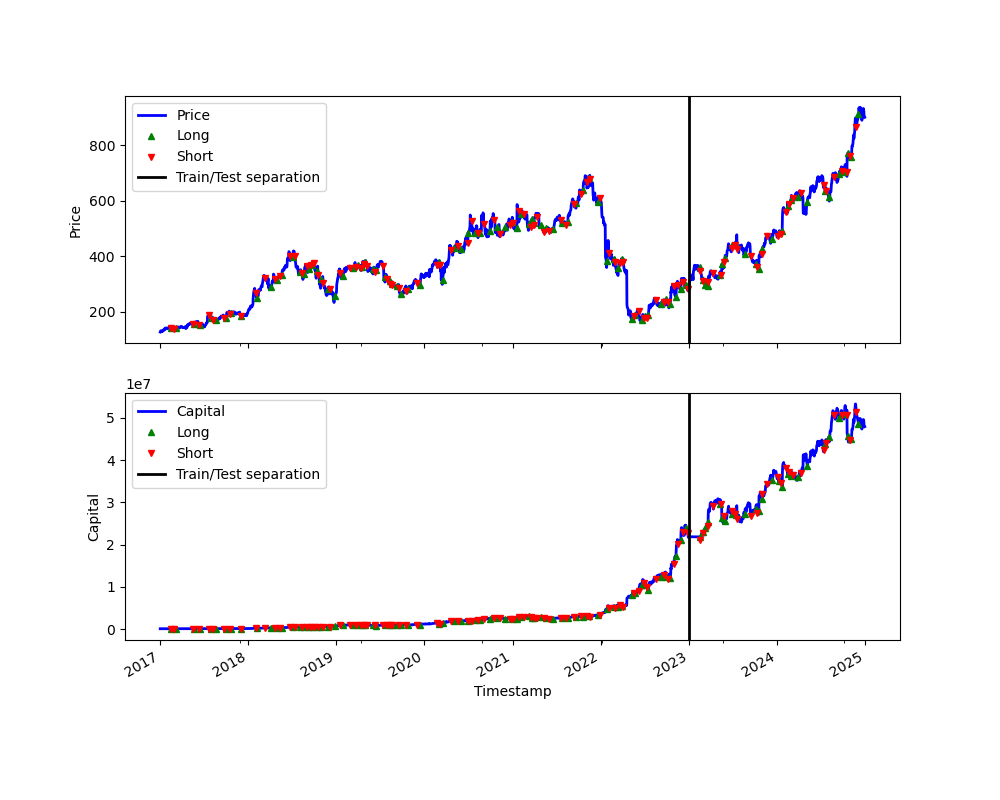 Price
Long
Short
Train/Test separation
800
600
400
200
Price
1e7
Capital
Long
Short
Train/Test separation
5
4
3
2
1
0
Capital
2017
2018
2019
2020
2021
2022
2023
2024
2025
Timestamp